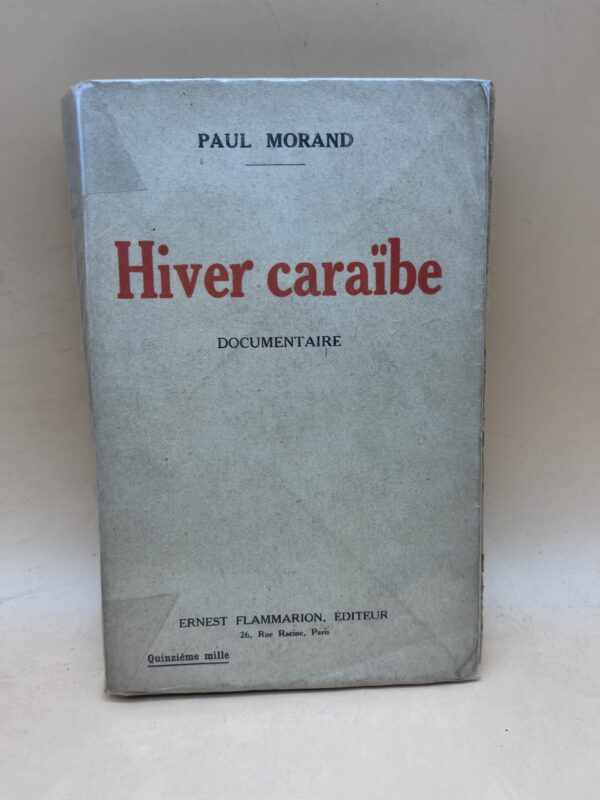 PAUL MORAND
Hiver caraïbe
DOCUMENTAIRE
ERNEST FLAMMARION, ÉDITEUR
26, Rue Racine, Paris
Quinzième mille